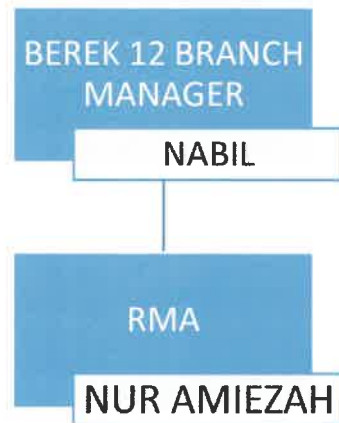 BEREK 12 BRANCH
MANAGER
NABIL
RMA
NUR AMIEZAH